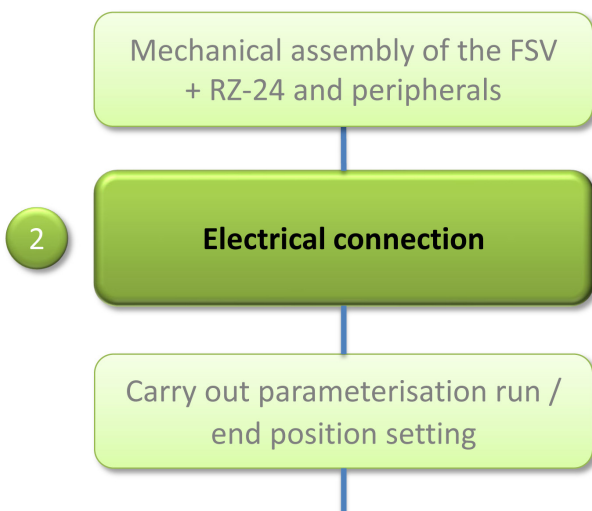 Mechanical assembly of the FSV
+ RZ-24 and peripherals
2
Electrical connection
Carry out parameterisation run /
end position setting